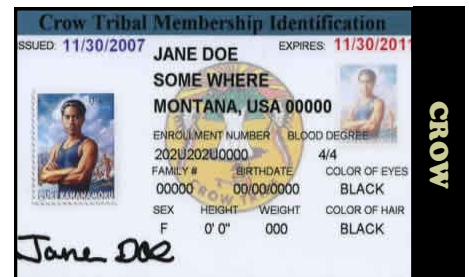 Crow Tribal Membership Identification
ISSUED: 11/30/2007 EXPIRES: 11/30/2011
JANE DOE
SOME WHERE
MONTANA, USA 00000
ENROLLMENT NUMBER BLOOD DEGREE
202U202U0000 4/4
FAMILY # BIRTHDATE COLOR OF EYES
00000 00/00/0000 BLACK
SEX HEIGHT WEIGHT COLOR OF HAIR
F 0' 0" 000 BLACK
Jane Doe
CROW